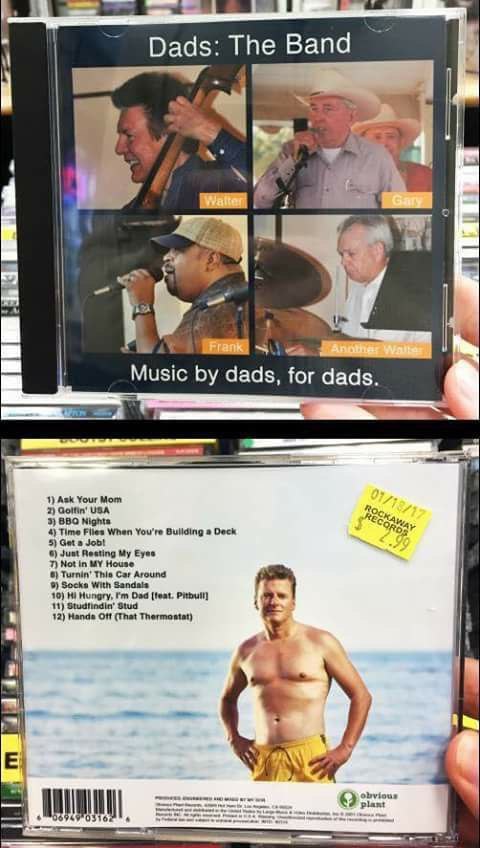 Dads: The Band
Walter
Gary
Frank
Another Walter
Music by dads, for dads.
1) Ask Your Mom
2) Golfin' USA
3) BBQ Nights
4) Time Flies When You're Building a Deck
5) Get a Job!
6) Just Resting My Eyes
7) Not in MY House
8) Turnin' This Car Around
9) Socks With Sandals
10) Hi Hungry, I'm Dad [feat. Pitbull]
11) Studfindin' Stud
12) Hands Off (That Thermostat)
01/18/17
ROCKAWAY
RECORDS
$ 2.99
E
PRODUCED, ENGINEERED AND MIXED BY MY SON
obvious
plant
6 06949 03162 6